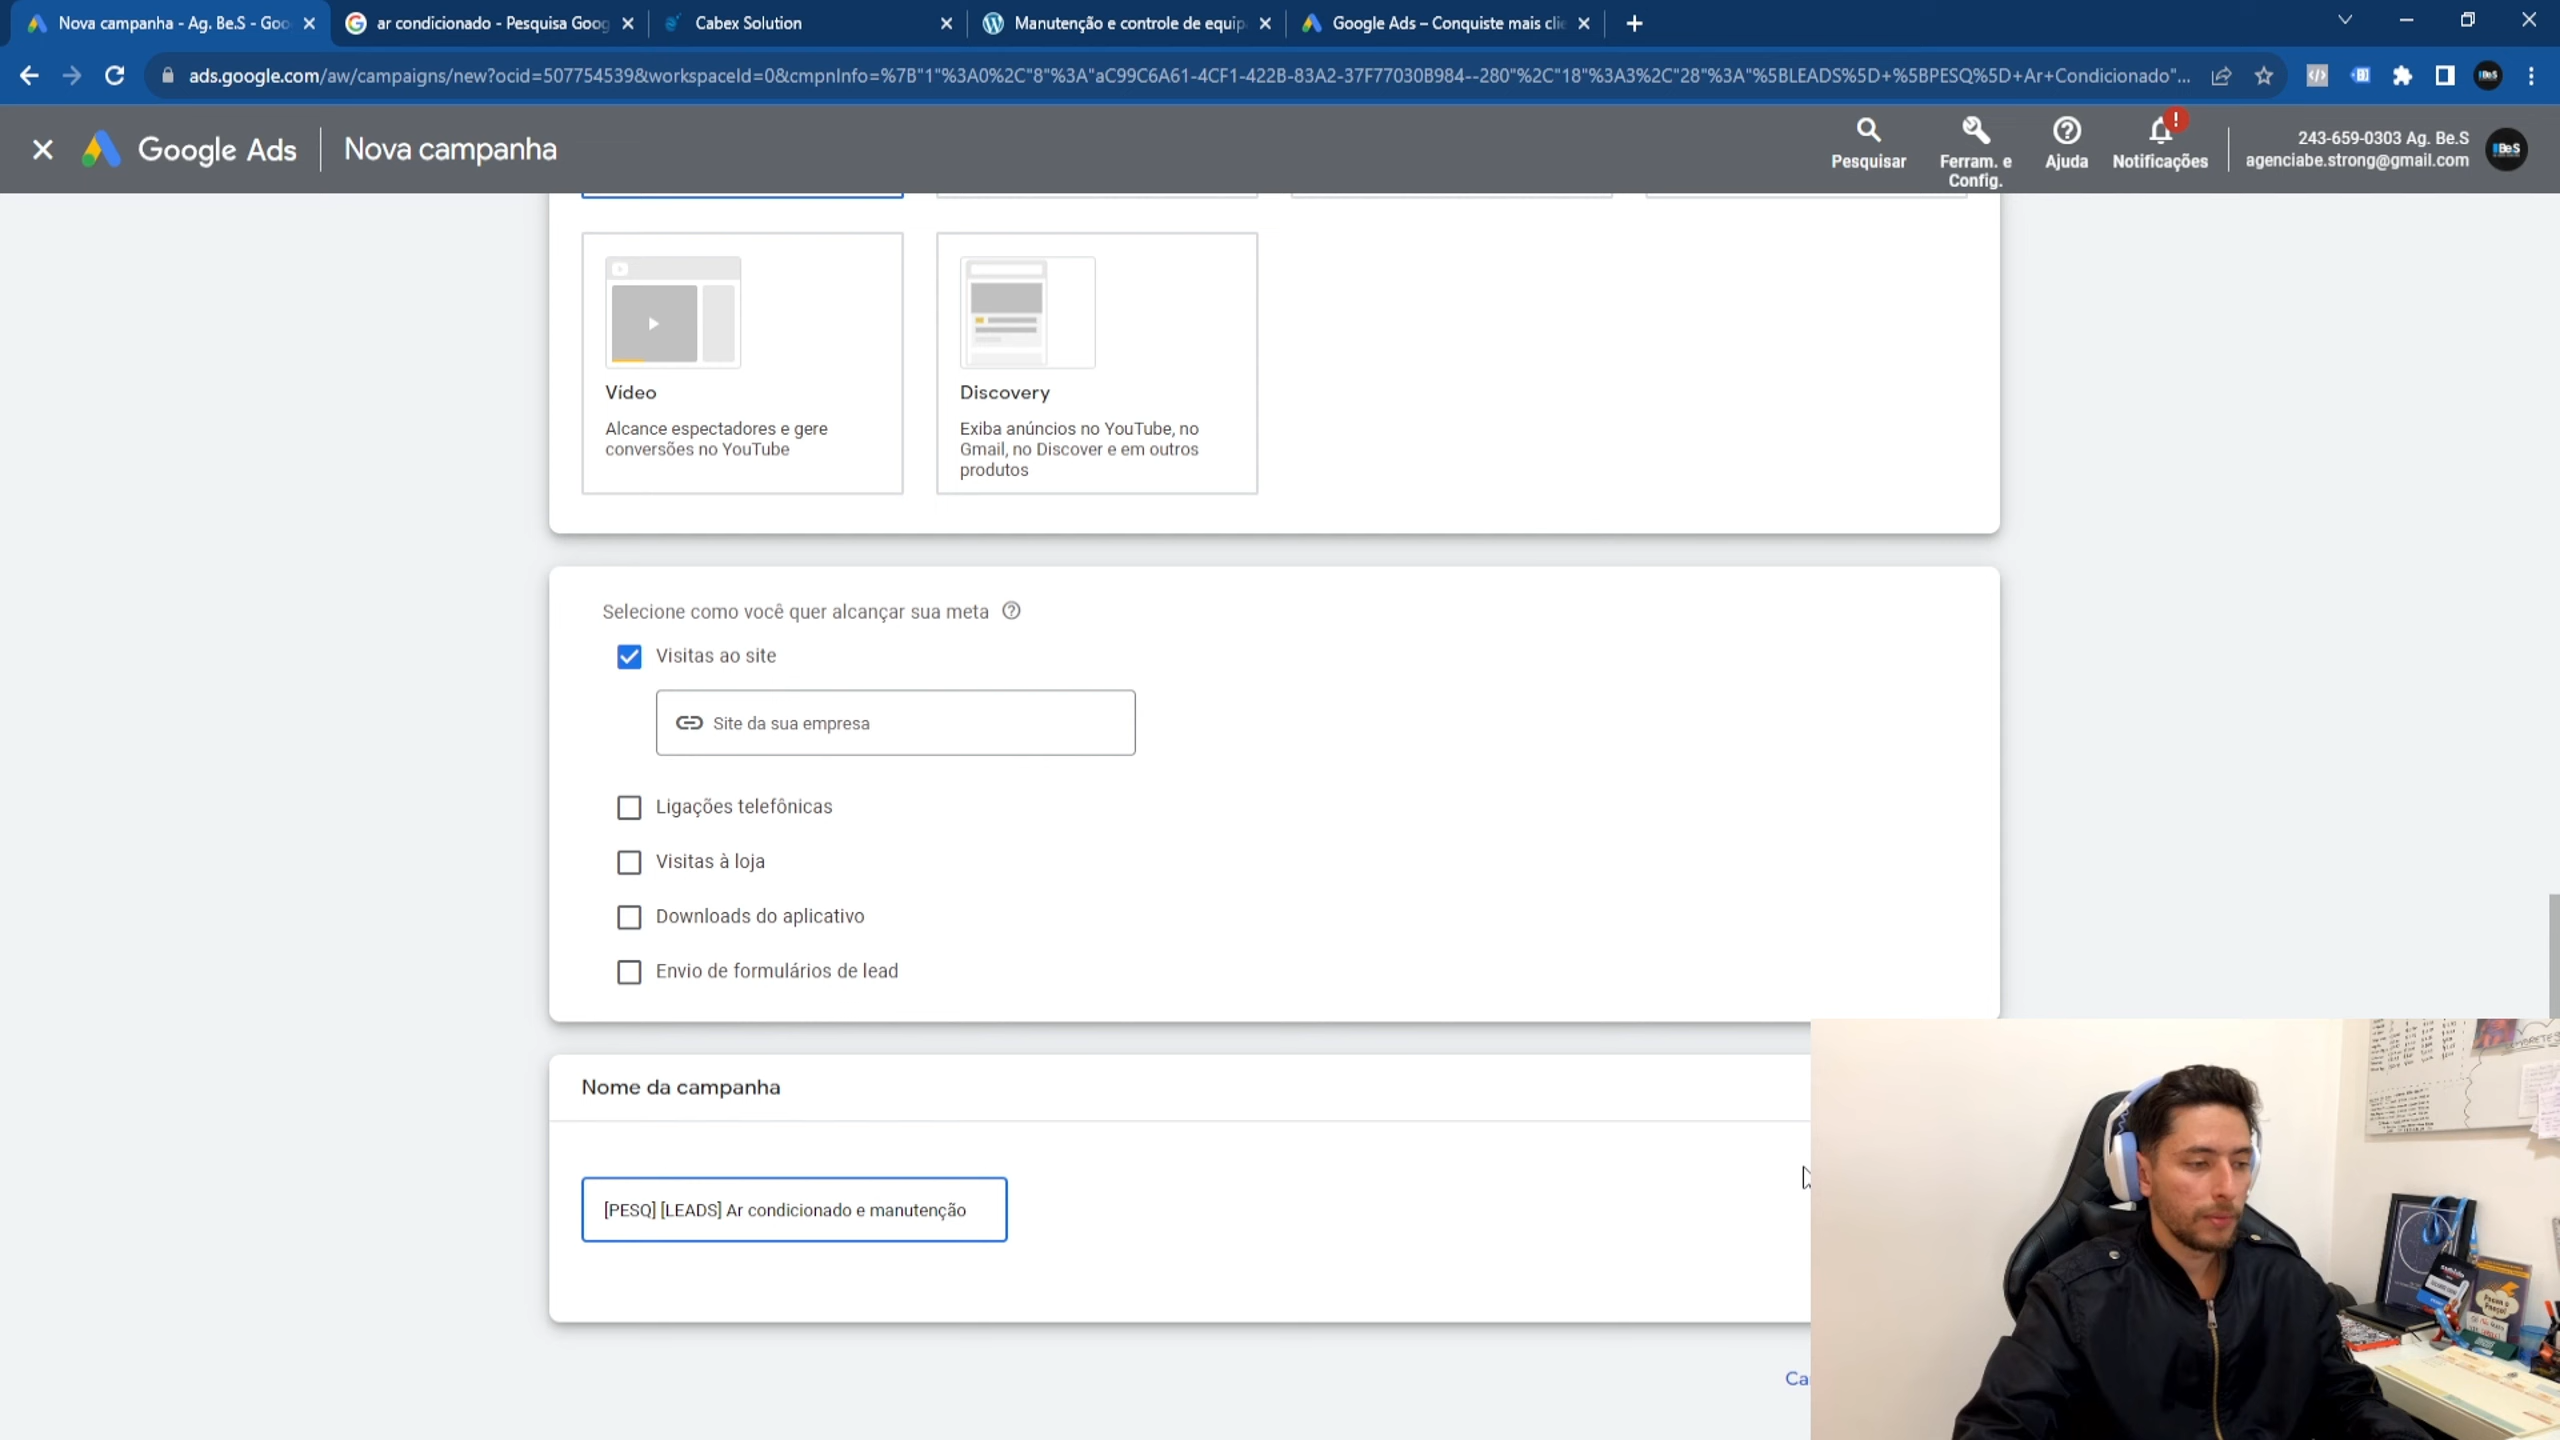 Nova campanha - Ag. Be.S - Goo
ar condicionado - Pesquisa Goog
Cabex Solution
Manutenção e controle de equip
Google Ads – Conquiste mais clie
ads.google.com/aw/campaigns/new?ocid=507754539&workspaceId=0&cmpnInfo=%7B"1"%3A0%2C"8"%3A"aC99C6A61-4CF1-422B-83A2-37F77030B984--280"%2C"18"%3A3%2C"28"%3A"%5BLEADS%5D+%5BPESQ%5D+Ar+Condicionado"...
Google Ads
Nova campanha
Pesquisar
Ferram. e
Config.
Ajuda
Notificações
243-659-0303 Ag. Be.S
agenciabe.strong@gmail.com
Be.S
Vídeo
Alcance espectadores e gere
conversões no YouTube
Discovery
Exiba anúncios no YouTube, no
Gmail, no Discover e em outros
produtos
Selecione como você quer alcançar sua meta
Visitas ao site
Site da sua empresa
Ligações telefônicas
Visitas à loja
Downloads do aplicativo
Envio de formulários de lead
Nome da campanha
[PESQ] [LEADS] Ar condicionado e manutenção
Ca